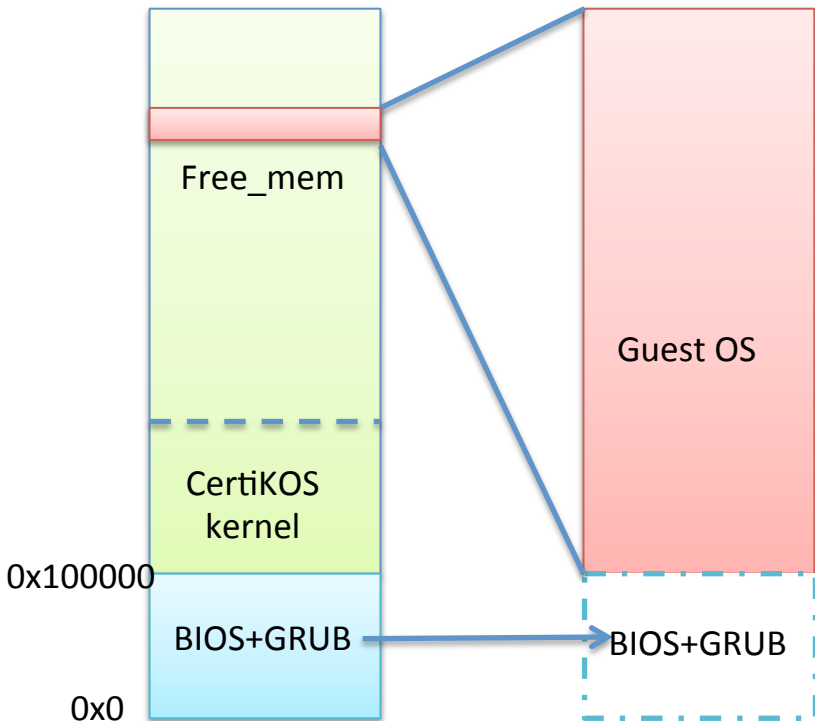 Free_mem
Guest OS
CertiKOS
kernel
0x100000
BIOS+GRUB
BIOS+GRUB
0x0